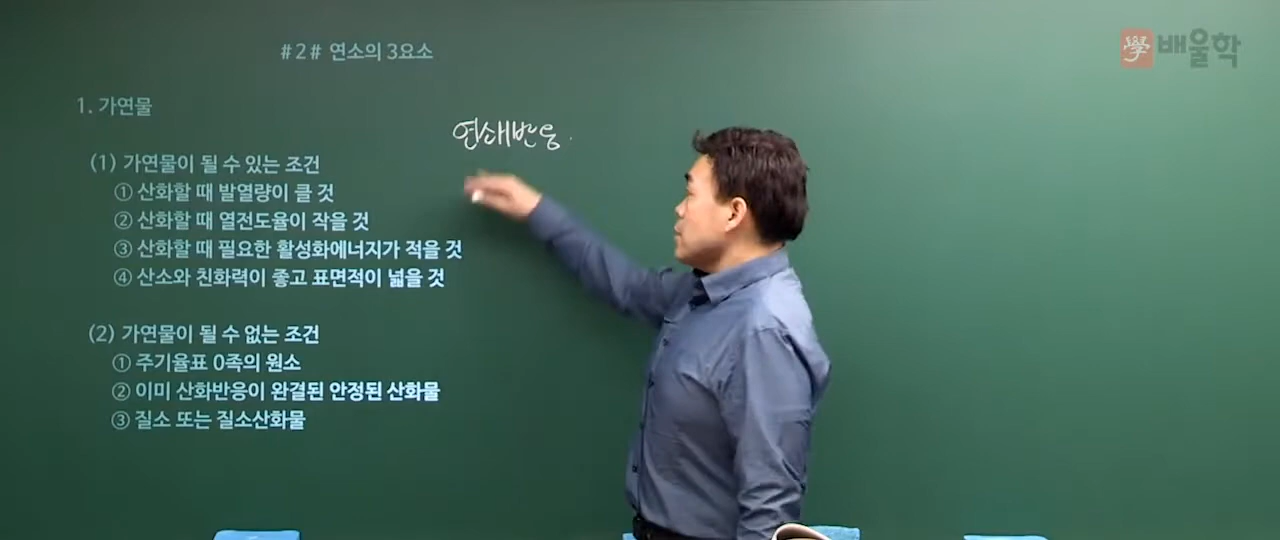 #2# 연소의 3요소
學 배울학
1. 가연물
연쇄반응.
(1) 가연물이 될 수 있는 조건
① 산화할 때 발열량이 클 것
② 산화할 때 열전도율이 작을 것
③ 산화할 때 필요한 활성화에너지가 적을 것
④ 산소와 친화력이 좋고 표면적이 넓을 것
(2) 가연물이 될 수 없는 조건
① 주기율표 0족의 원소
② 이미 산화반응이 완결된 안정된 산화물
③ 질소 또는 질소산화물